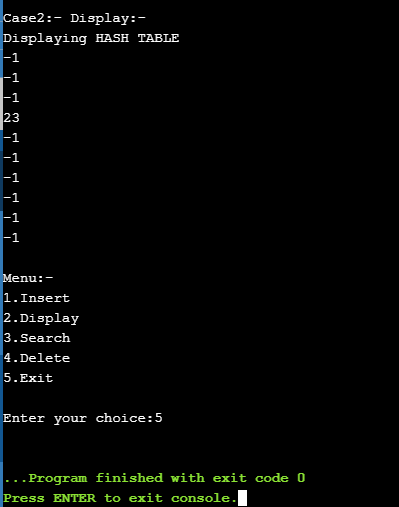 Case2:- Display:-
Displaying HASH TABLE
-1
-1
-1
23
-1
-1
-1
-1
-1
-1
Menu:-
1.Insert
2.Display
3.Search
4.Delete
5.Exit
Enter your choice:5
...Program finished with exit code 0
Press ENTER to exit console.